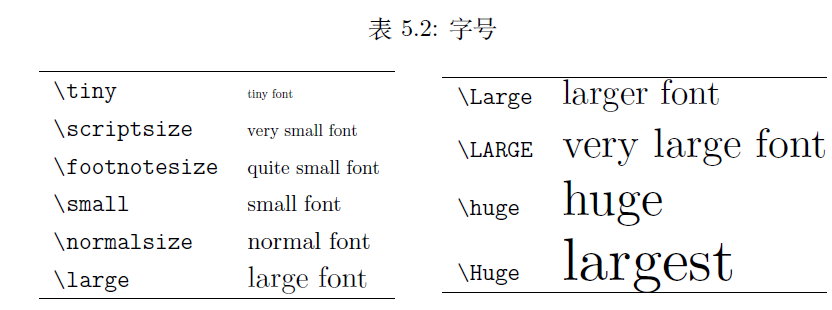 表 5.2: 字号
\tiny tiny font
\scriptsize very small font
\footnotesize quite small font
\small small font
\normalsize normal font
\large large font
\Large larger font
\LARGE very large font
\huge huge
\Huge largest